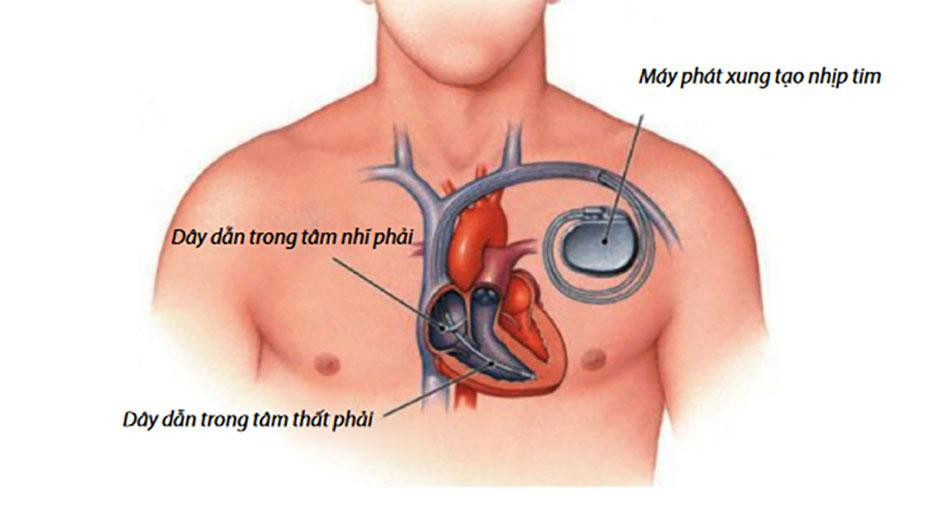 Máy phát xung tạo nhịp tim
Dây dẫn trong tâm nhĩ phải
Dây dẫn trong tâm thất phải